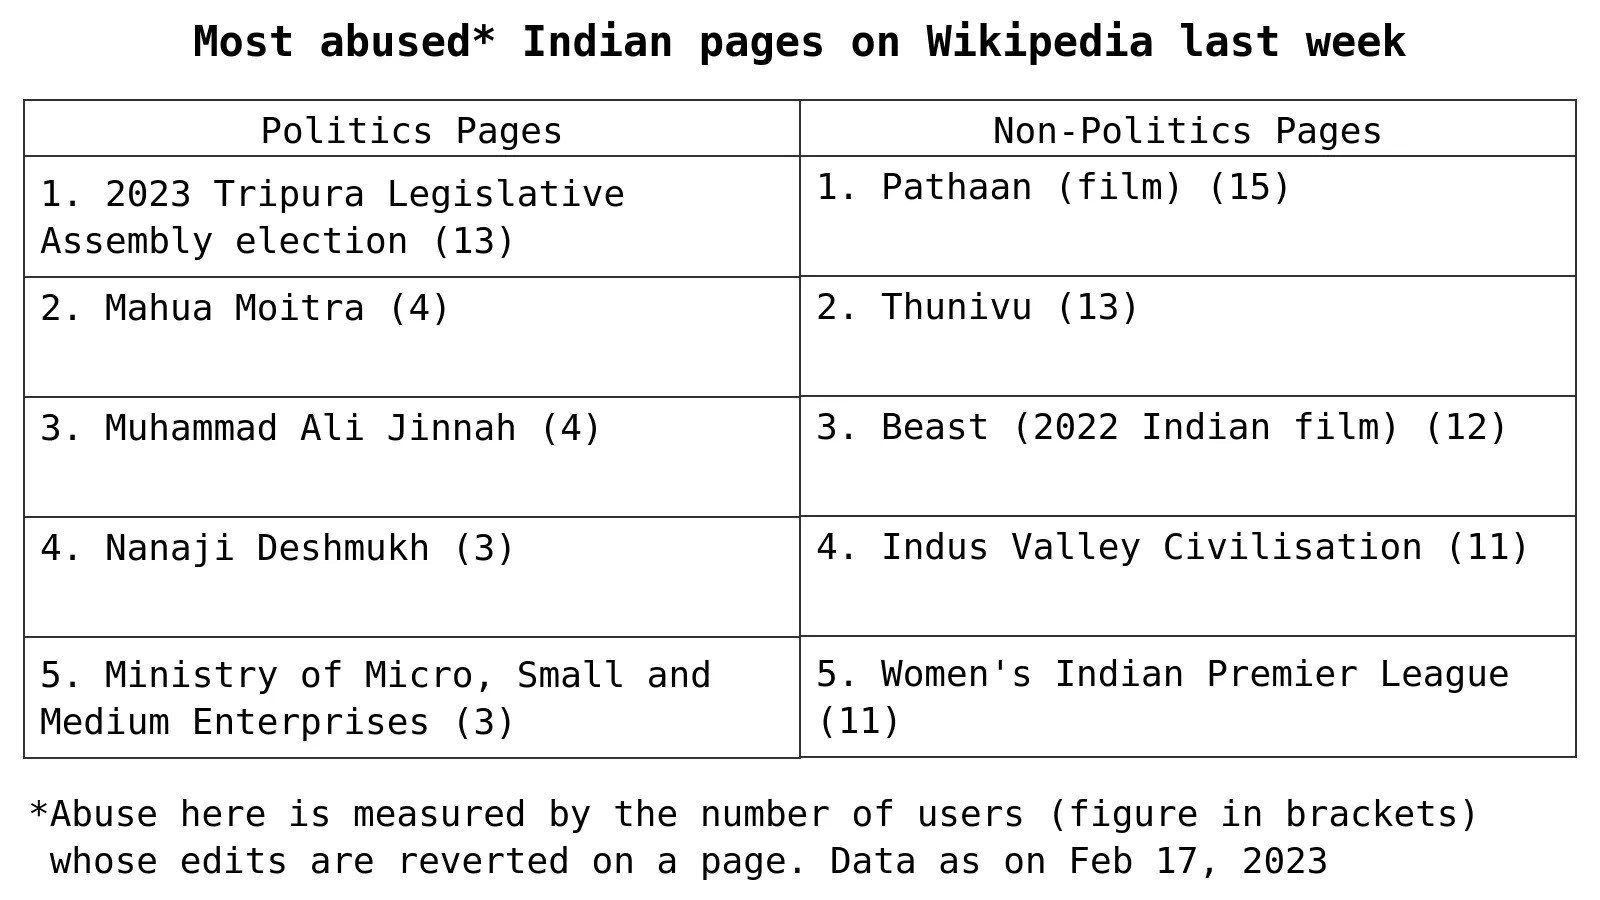 Most abused* Indian pages on Wikipedia last week
Politics Pages
Non-Politics Pages
1. 2023 Tripura Legislative
Assembly election (13)
1. Pathaan (film) (15)
2. Mahua Moitra (4)
2. Thunivu (13)
3. Muhammad Ali Jinnah (4)
3. Beast (2022 Indian film) (12)
4. Nanaji Deshmukh (3)
4. Indus Valley Civilisation (11)
5. Ministry of Micro, Small and
Medium Enterprises (3)
5. Women's Indian Premier League
(11)
*Abuse here is measured by the number of users (figure in brackets)
whose edits are reverted on a page. Data as on Feb 17, 2023